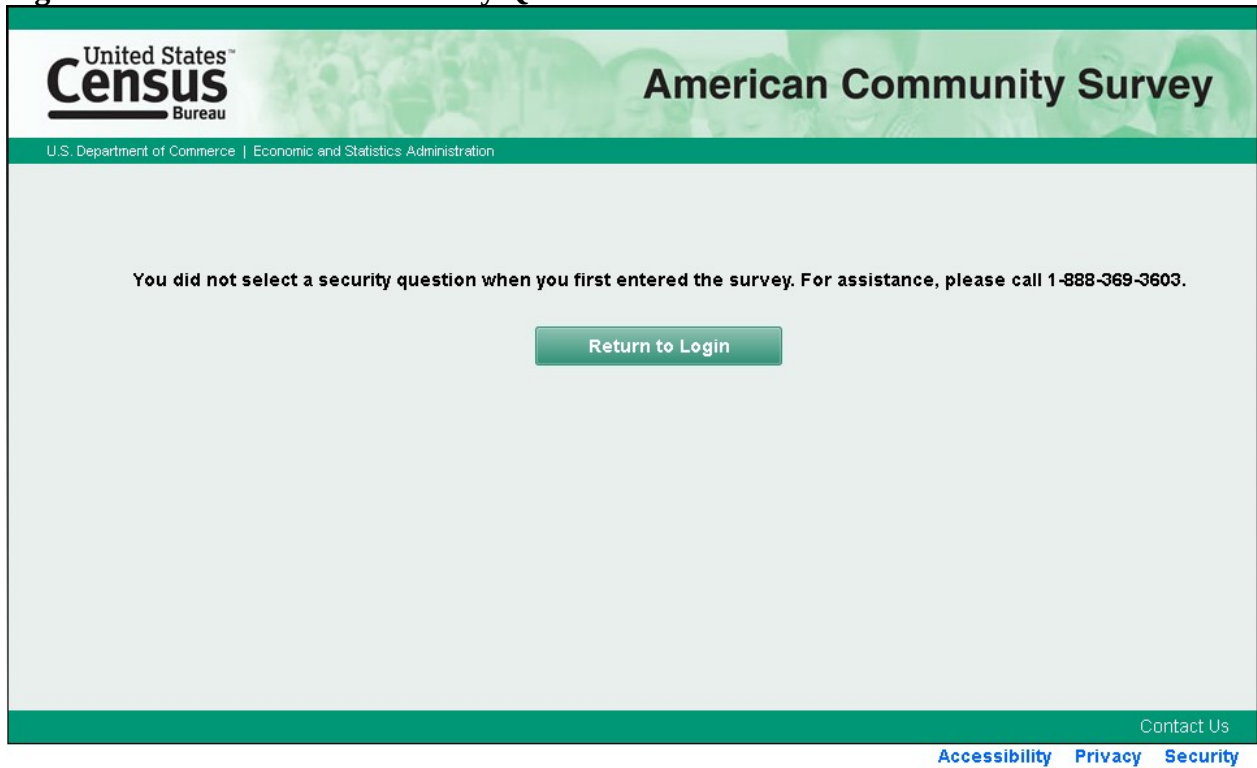 United States™
Census
Bureau
American Community Survey
U.S. Department of Commerce | Economic and Statistics Administration
You did not select a security question when you first entered the survey. For assistance, please call 1-888-369-3603.
Return to Login
Contact Us
Accessibility Privacy Security